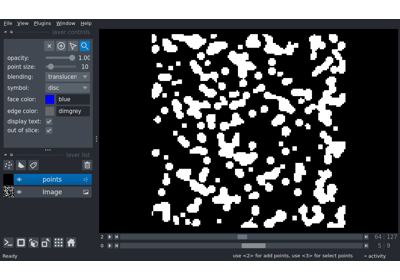 File View Plugins Window Help
layer controls
opacity: 1.00
point size: 10
blending: translucen
symbol: disc
face color: blue
edge color: dimgrey
display text:
out of slice:
layer list
points
Image
2 64 127
0 5 9
Ready use <2> for add points, use <3> for select points activity